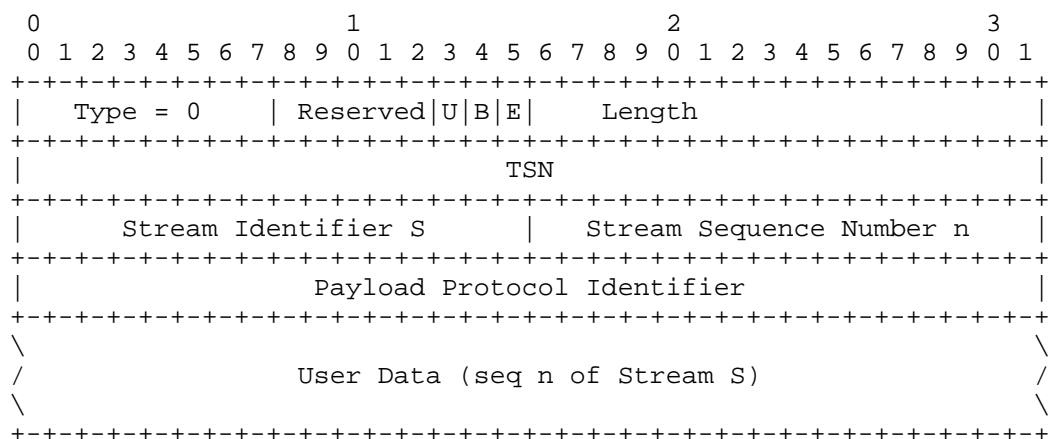 0                   1                   2                   3
 0 1 2 3 4 5 6 7 8 9 0 1 2 3 4 5 6 7 8 9 0 1 2 3 4 5 6 7 8 9 0 1
+-+-+-+-+-+-+-+-+-+-+-+-+-+-+-+-+-+-+-+-+-+-+-+-+-+-+-+-+-+-+-+-+
|   Type = 0    | Reserved|U|B|E|    Length                     |
+-+-+-+-+-+-+-+-+-+-+-+-+-+-+-+-+-+-+-+-+-+-+-+-+-+-+-+-+-+-+-+-+
|                              TSN                              |
+-+-+-+-+-+-+-+-+-+-+-+-+-+-+-+-+-+-+-+-+-+-+-+-+-+-+-+-+-+-+-+-+
|      Stream Identifier S      |   Stream Sequence Number n    |
+-+-+-+-+-+-+-+-+-+-+-+-+-+-+-+-+-+-+-+-+-+-+-+-+-+-+-+-+-+-+-+-+
|                  Payload Protocol Identifier                  |
+-+-+-+-+-+-+-+-+-+-+-+-+-+-+-+-+-+-+-+-+-+-+-+-+-+-+-+-+-+-+-+-+
\                                                               \
/                 User Data (seq n of Stream S)                 /
\                                                               \
+-+-+-+-+-+-+-+-+-+-+-+-+-+-+-+-+-+-+-+-+-+-+-+-+-+-+-+-+-+-+-+-+